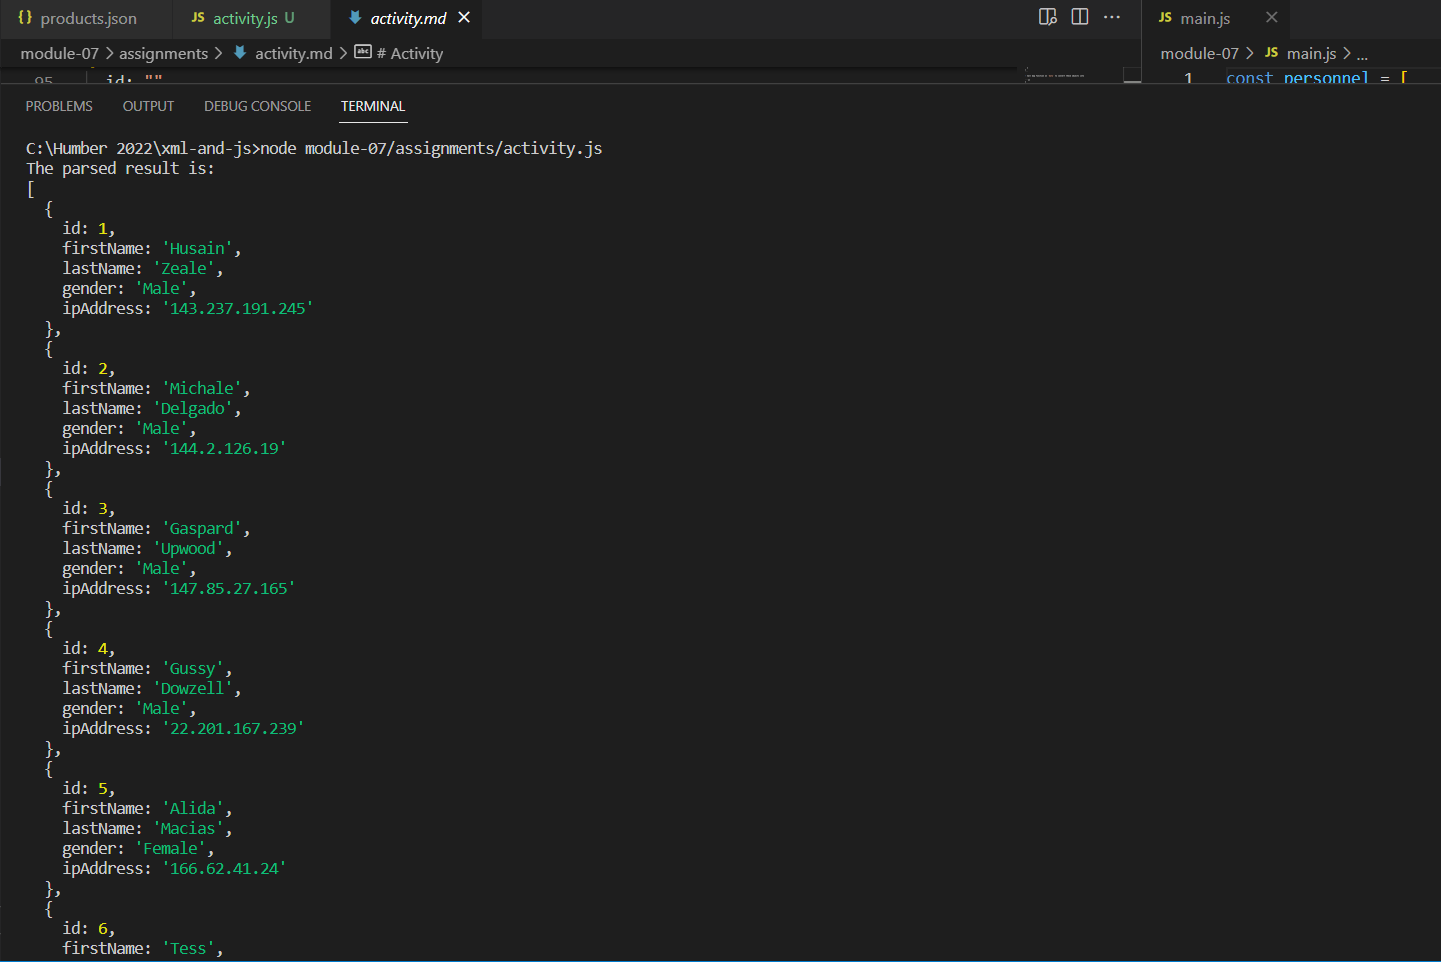 {} products.json JS activity.js U activity.md
module-07 > assignments > activity.md > # Activity
95 id: ""
JS main.js
module-07 > JS main.js > ...
1 const personnel = [
PROBLEMS OUTPUT DEBUG CONSOLE TERMINAL
C:\Humber 2022\xml-and-js>node module-07/assignments/activity.js
The parsed result is:
[
{
id: 1,
firstName: 'Husain',
lastName: 'Zeale',
gender: 'Male',
ipAddress: '143.237.191.245'
},
{
id: 2,
firstName: 'Michale',
lastName: 'Delgado',
gender: 'Male',
ipAddress: '144.2.126.19'
},
{
id: 3,
firstName: 'Gaspard',
lastName: 'Upwood',
gender: 'Male',
ipAddress: '147.85.27.165'
},
{
id: 4,
firstName: 'Gussy',
lastName: 'Dowzell',
gender: 'Male',
ipAddress: '22.201.167.239'
},
{
id: 5,
firstName: 'Alida',
lastName: 'Macias',
gender: 'Female',
ipAddress: '166.62.41.24'
},
{
id: 6,
firstName: 'Tess',